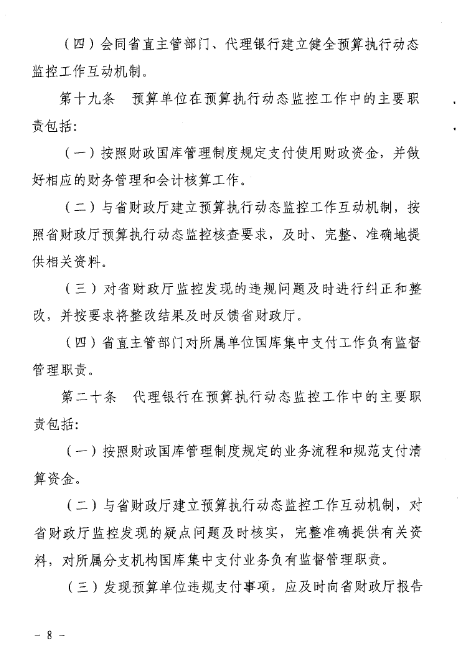 （四）会同省直主管部门、代理银行建立健全预算执行动态
监控工作互动机制。
第十九条　预算单位在预算执行动态监控工作中的主要职
责包括：
（一）按照财政国库管理制度规定支付使用财政资金，并做
好相应的财务管理和会计核算工作。
（二）与省财政厅建立预算执行动态监控工作互动机制，按
照省财政厅预算执行动态监控核查要求，及时、完整、准确地提
供相关资料。
（三）对省财政厅监控发现的违规问题及时进行纠正和整
改，并按要求将整改结果及时反馈省财政厅。
（四）省直主管部门对所属单位国库集中支付工作负有监督
管理职责。
第二十条　代理银行在预算执行动态监控工作中的主要职
责包括：
（一）按照财政国库管理制度规定的业务流程和规范支付清
算资金。
（二）与省财政厅建立预算执行动态监控工作互动机制，对
省财政厅监控发现的疑点问题及时核实，完整准确提供有关资
料，对所属分支机构国库集中支付业务负有监督管理职责。
（三）发现预算单位违规支付事项，应及时向省财政厅报告
— 8 —